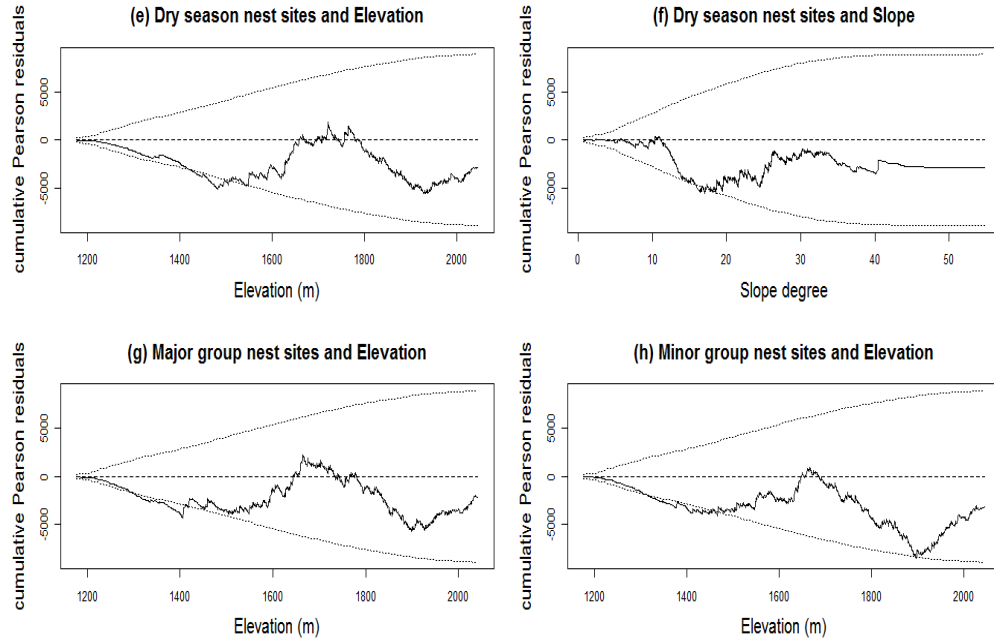 (e) Dry season nest sites and Elevation
cumulative Pearson residuals
5000
0
-5000
1200 1400 1600 1800 2000
Elevation (m)
(f) Dry season nest sites and Slope
cumulative Pearson residuals
5000
0
-5000
0 10 20 30 40 50
Slope degree
(g) Major group nest sites and Elevation
cumulative Pearson residuals
5000
0
-5000
1200 1400 1600 1800 2000
Elevation (m)
(h) Minor group nest sites and Elevation
cumulative Pearson residuals
5000
0
-5000
1200 1400 1600 1800 2000
Elevation (m)